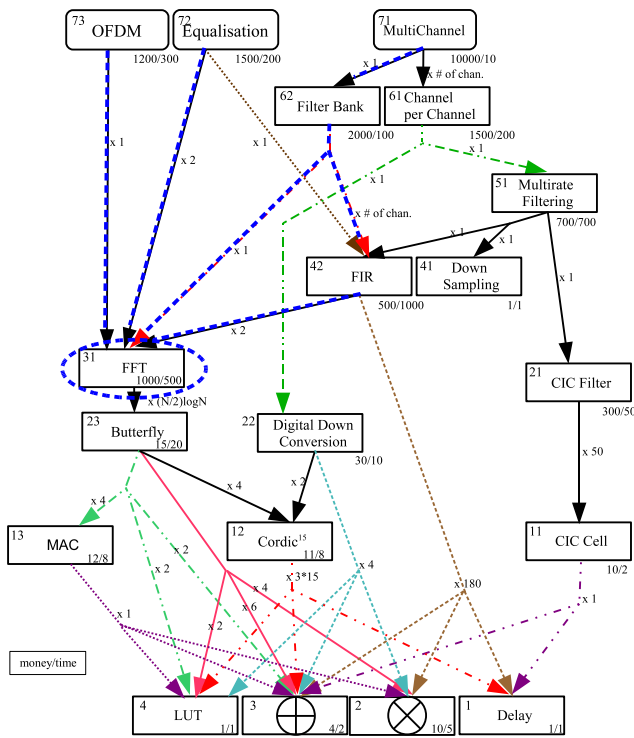 73
OFDM
1200/300
72
Equalisation
1500/200
71
MultiChannel
10000/10
x 1
x # of chan.
62
Filter Bank
2000/100
61
Channel
per Channel
1500/200
x 1
x 2
x 1
x 1
x 1
51
Multirate
Filtering
700/700
x # of chan.
x 1
x 1
x 1
42
FIR
500/1000
41
Down
Sampling
1/1
x 1
x 2
31
FFT
1000/500
21
CIC Filter
300/50
x (N/2)logN
23
Butterfly
15/20
22
Digital Down
Conversion
30/10
x 50
x 4
x 2
x 4
13
MAC
12/8
12
Cordic15
11/8
11
CIC Cell
10/2
x 2
x 2
x 4
x 3*15
x 180
x 4
x 6
x 1
x 1
x 2
money/time
4
LUT
1/1
3
4/2
2
10/5
1
Delay
1/1